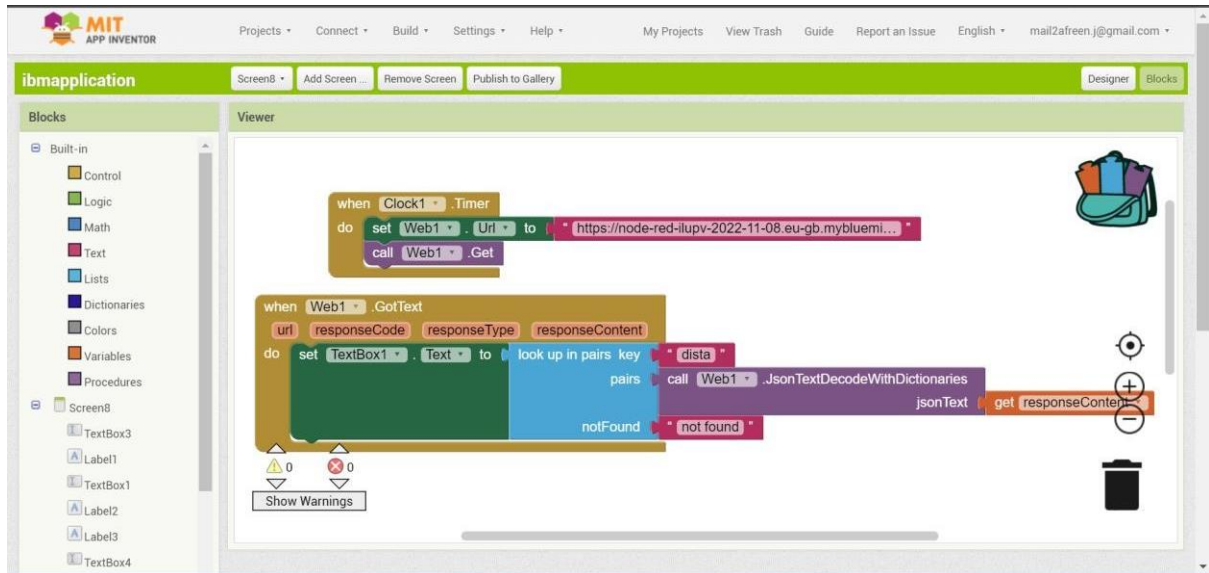 MIT
APP INVENTOR
Projects Connect Build Settings Help My Projects View Trash Guide Report an Issue English mail2afreen.j@gmail.com
ibmapplication Screen8 Add Screen ... Remove Screen Publish to Gallery Designer Blocks
Blocks Viewer
Built-in
Control
Logic
Math
Text
Lists
Dictionaries
Colors
Variables
Procedures
Screen8
TextBox3
Label1
TextBox1
Label2
Label3
TextBox4
when Clock1 .Timer
do set Web1 . Url to " https://node-red-ilupv-2022-11-08.eu-gb.mybluemi... "
call Web1 .Get
when Web1 .GotText
url responseCode responseType responseContent
do set TextBox1 . Text to look up in pairs key " dista "
pairs call Web1 .JsonTextDecodeWithDictionaries
jsonText get responseContent
notFound " not found "
0 0
Show Warnings